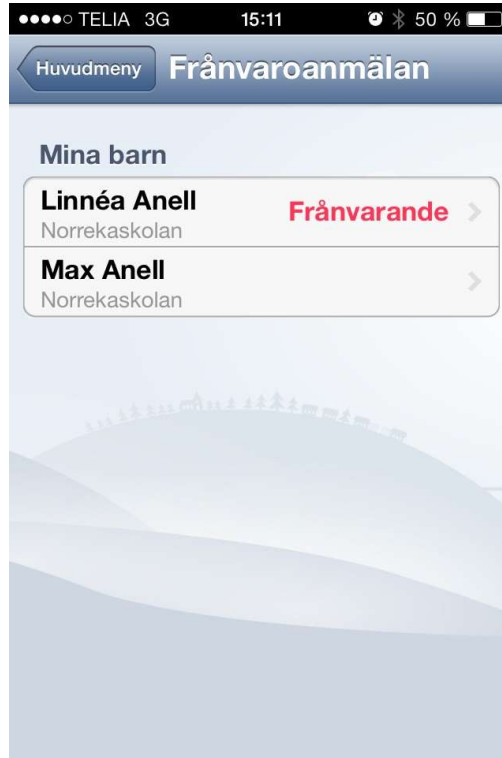 TELIA 3G 15:11 50 %
Huvudmeny Frånvaroanmälan
Mina barn
Linnéa Anell Frånvarande
Norrekaskolan
Max Anell
Norrekaskolan